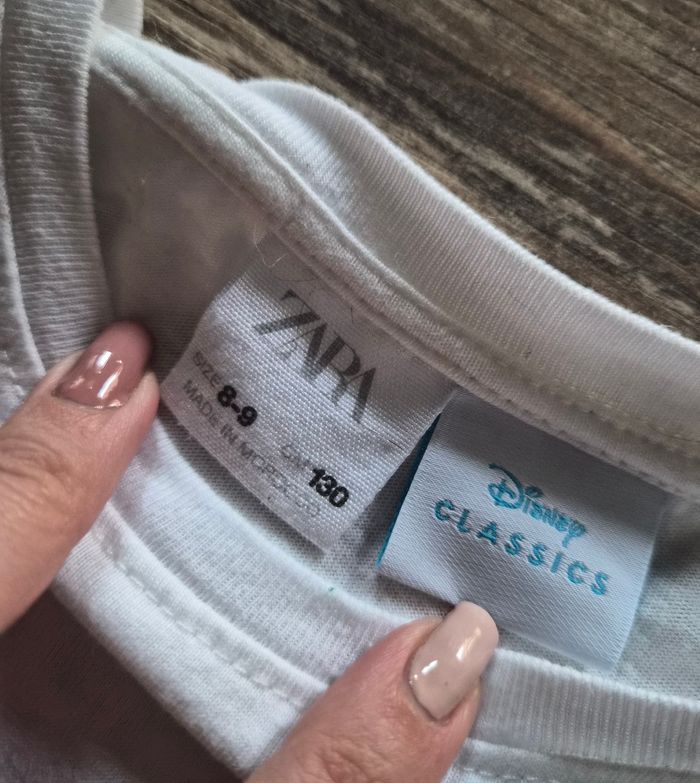 ZARA
SIZE 8-9 CM 130
MADE IN MOROCCO
Disney
CLASSICS